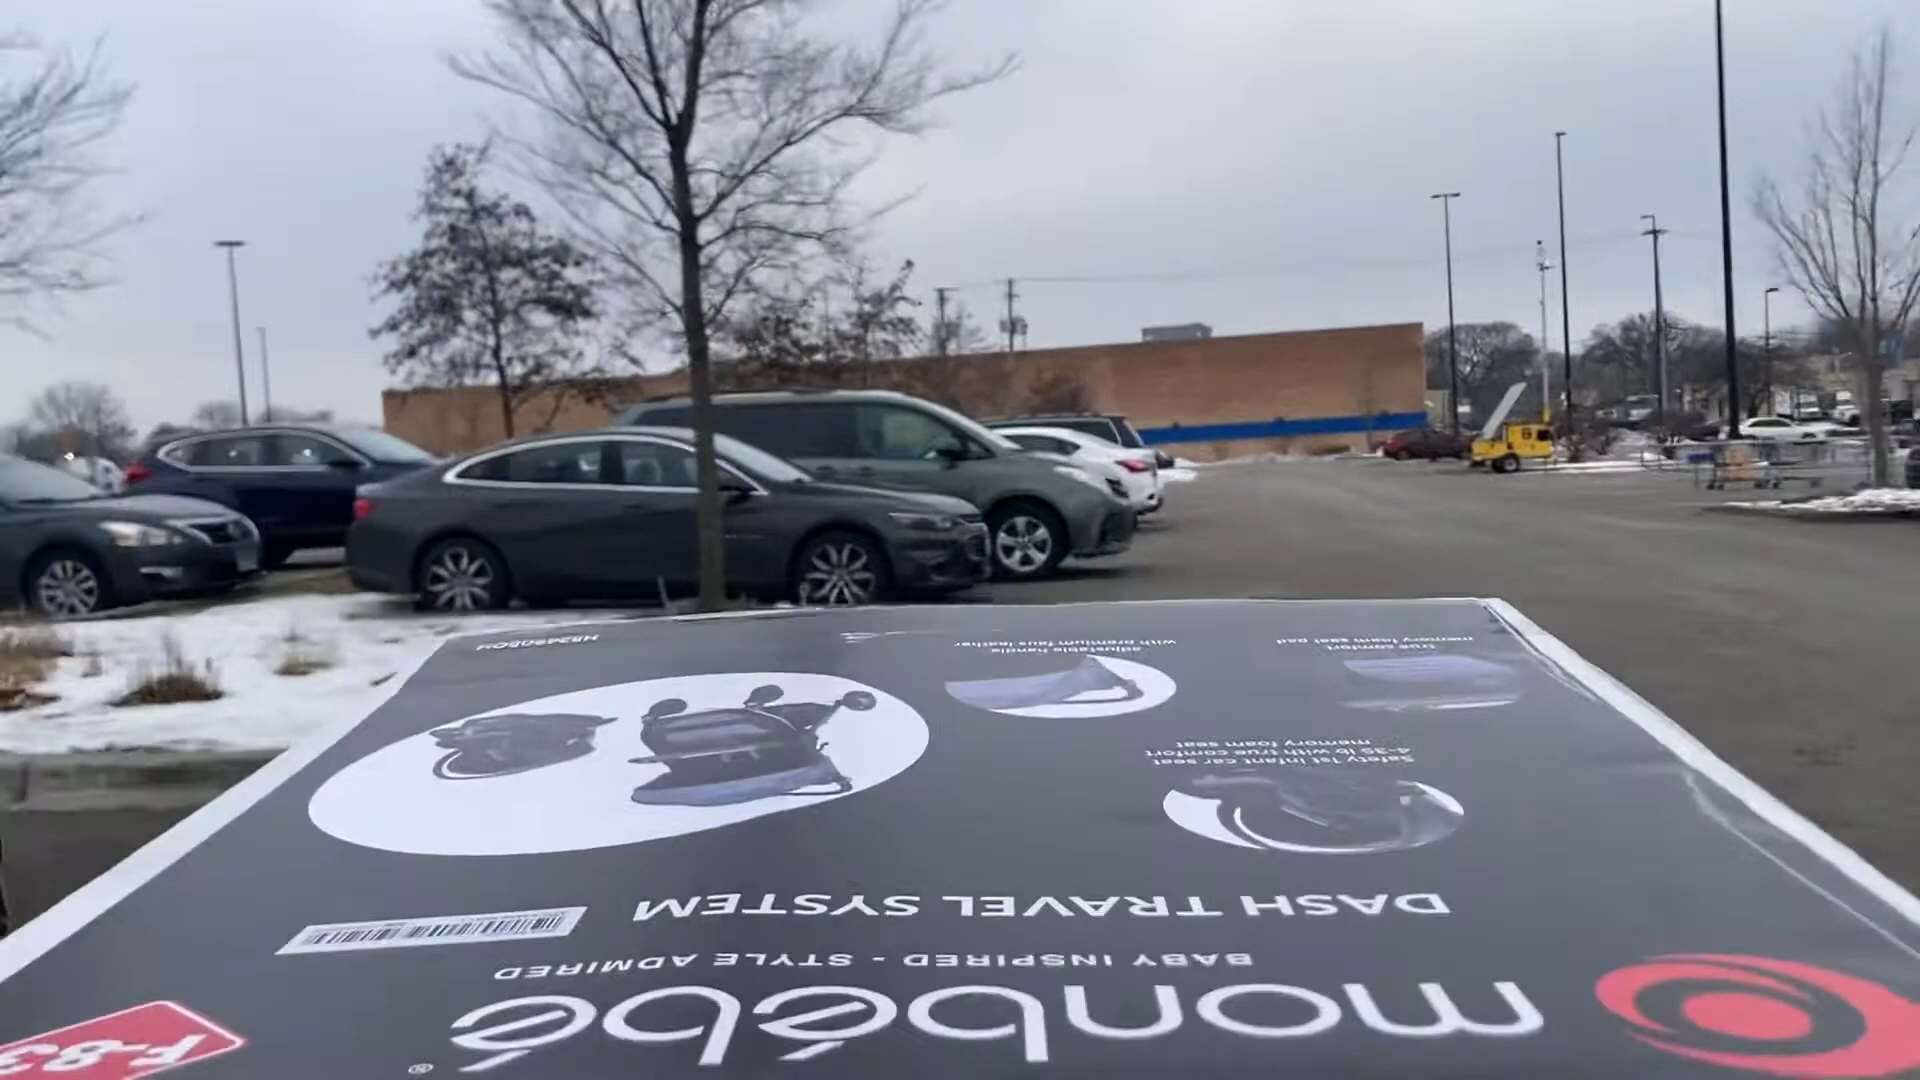 monbébé®
BABY INSPIRED - STYLE ADMIRED
DASH TRAVEL SYSTEM
Safety 1st infant car seat
4-35 lb with true comfort
memory foam seat
adjustable handle
with premium faux leather
true comfort
memory foam seat pad
F-83